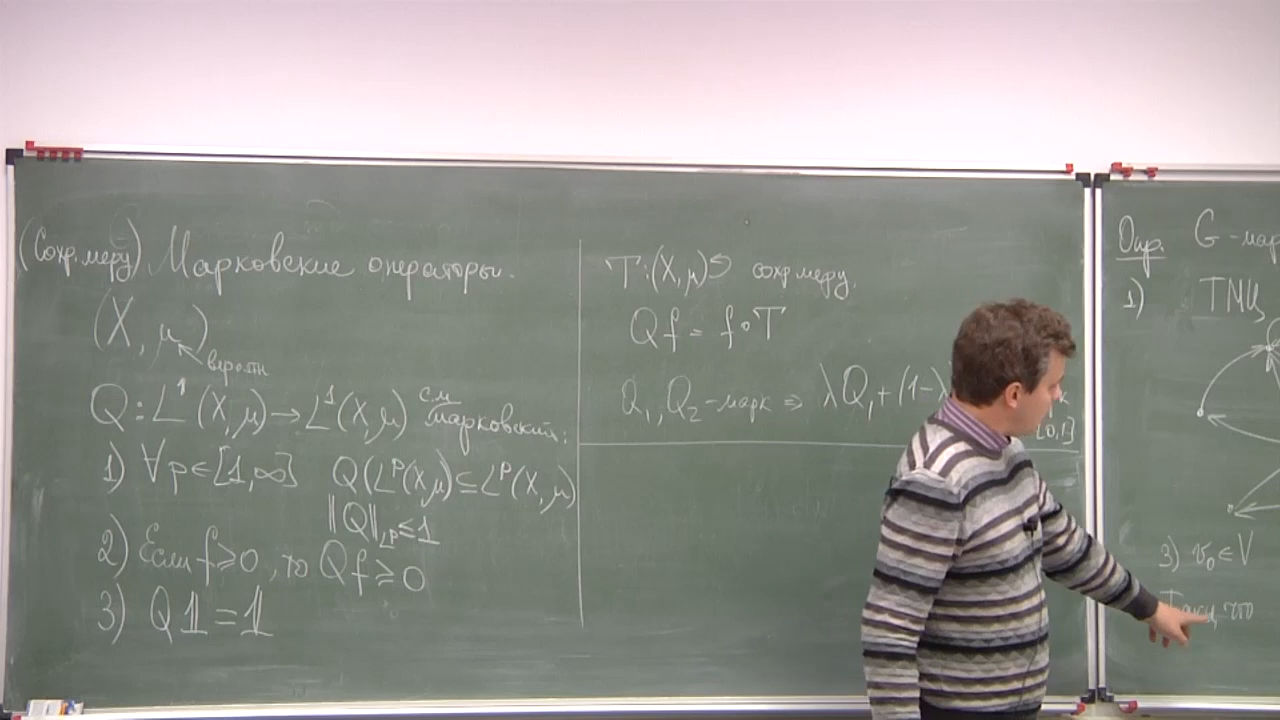 (Сохр. меру) Марковские операторы.
(X, μ)
вероятн
Q: L¹(X,μ) → L¹(X,μ) марковский:
1) ∀p∈[1,∞] Q(Lᵖ(X,μ)) ⊆ Lᵖ(X,μ)
‖Q‖_Lᵖ ≤ 1
2) Если f ≥ 0, то Qf ≥ 0
3) Q𝟙 = 𝟙
T: (X,μ)↺ сохр меру.
Qf = f∘T
Q₁, Q₂ - марк ⇒ λQ₁ + (1-λ
[0,1]
Опр. G - мар
1) ТМЦ
3) v₀ ∈ V
что